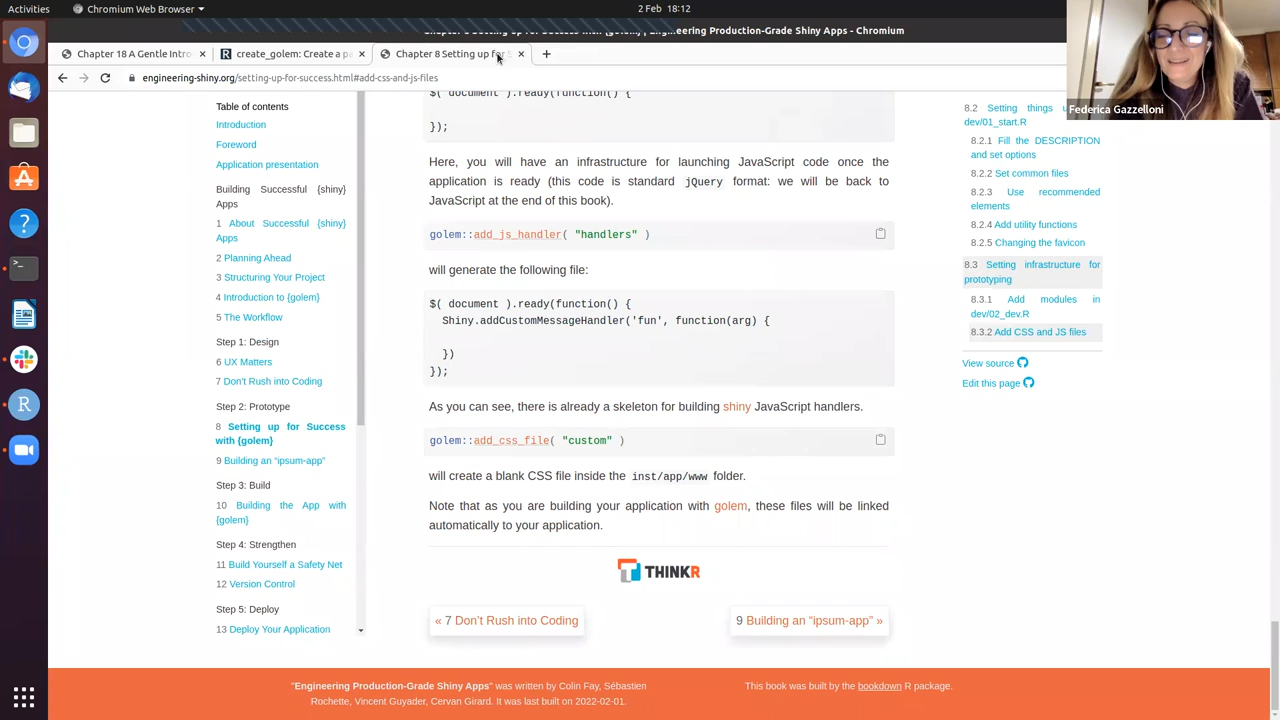 Chromium Web Browser
2 Feb 18:12
Chapter 8 Setting up for Success with {golem} | Engineering Production-Grade Shiny Apps - Chromium
Chapter 18 A Gentle Intro
create_golem: Create a pa
Chapter 8 Setting up for S
engineering-shiny.org/setting-up-for-success.html#add-css-and-js-files
Federica Gazzelloni
Table of contents
Introduction
Foreword
Application presentation
Building Successful {shiny}
Apps
1 About Successful {shiny}
Apps
2 Planning Ahead
3 Structuring Your Project
4 Introduction to {golem}
5 The Workflow
Step 1: Design
6 UX Matters
7 Don't Rush into Coding
Step 2: Prototype
8 Setting up for Success
with {golem}
9 Building an “ipsum-app”
Step 3: Build
10 Building the App with
{golem}
Step 4: Strengthen
11 Build Yourself a Safety Net
12 Version Control
Step 5: Deploy
13 Deploy Your Application
$( document ).ready(function() {
});
Here, you will have an infrastructure for launching JavaScript code once the
application is ready (this code is standard jQuery format: we will be back to
JavaScript at the end of this book).
golem::add_js_handler( "handlers" )
will generate the following file:
$( document ).ready(function() {
Shiny.addCustomMessageHandler('fun', function(arg) {
})
});
As you can see, there is already a skeleton for building shiny JavaScript handlers.
golem::add_css_file( "custom" )
will create a blank CSS file inside the inst/app/www folder.
Note that as you are building your application with golem, these files will be linked
automatically to your application.
THINKR
« 7 Don't Rush into Coding
9 Building an “ipsum-app” »
8.2 Setting things
dev/01_start.R
8.2.1 Fill the DESCRIPTION
and set options
8.2.2 Set common files
8.2.3 Use recommended
elements
8.2.4 Add utility functions
8.2.5 Changing the favicon
8.3 Setting infrastructure for
prototyping
8.3.1 Add modules in
dev/02_dev.R
8.3.2 Add CSS and JS files
View source
Edit this page
"Engineering Production-Grade Shiny Apps" was written by Colin Fay, Sébastien
Rochette, Vincent Guyader, Cervan Girard. It was last built on 2022-02-01.
This book was built by the bookdown R package.